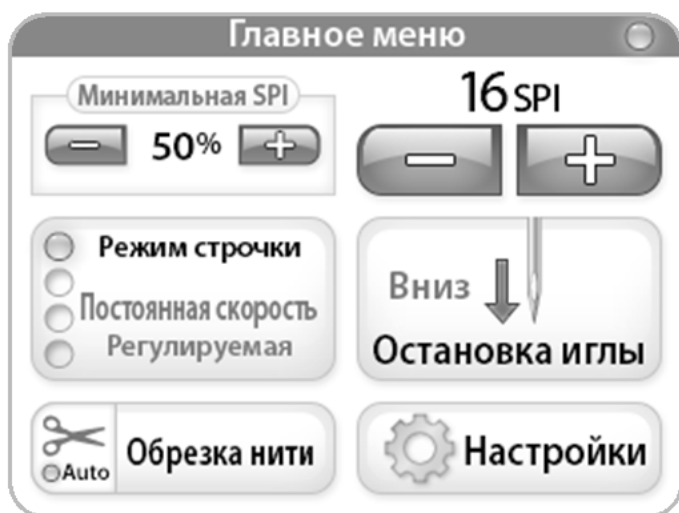 Главное меню
Минимальная SPI
50%
16 SPI
Режим строчки
Постоянная скорость
Регулируемая
Вниз
Остановка иглы
Auto
Обрезка нити
Настройки